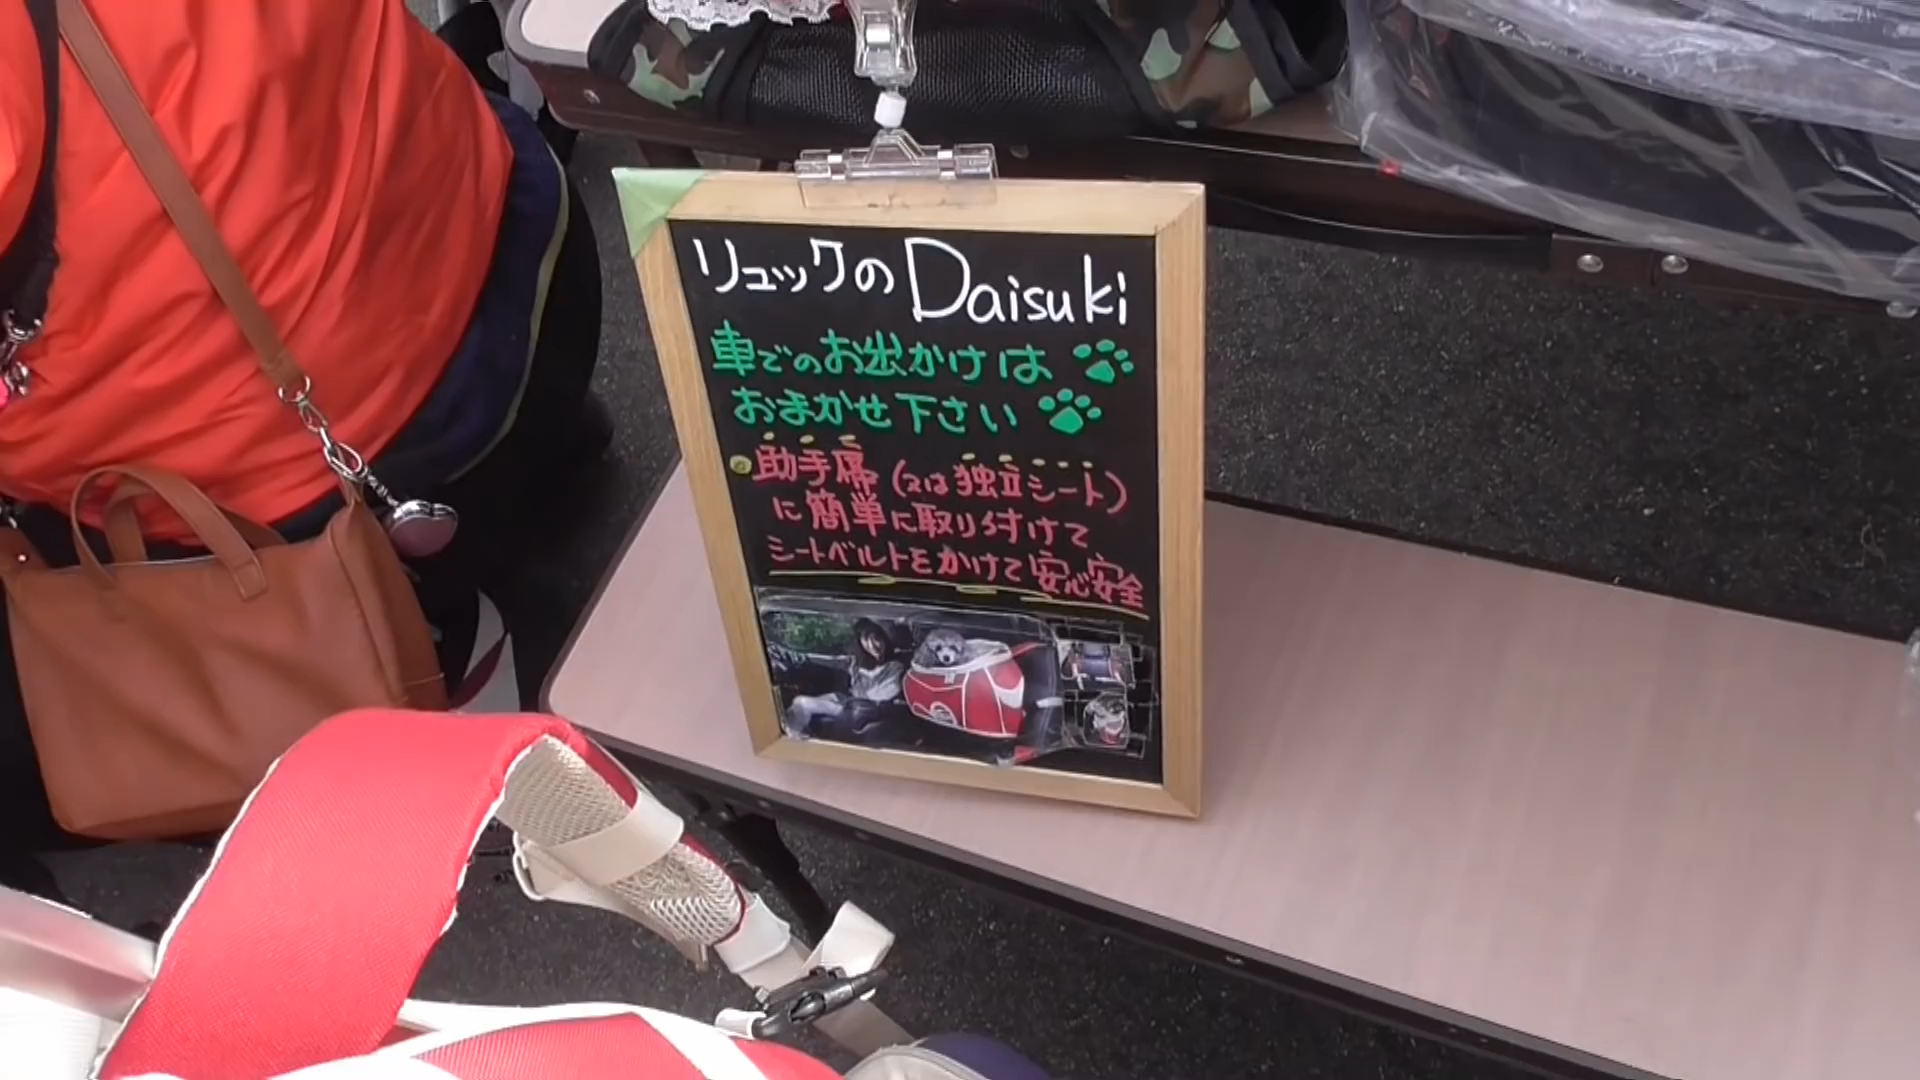 リュックのDaisuki
車でのお出かけは
おまかせ下さい
助手席(又は独立シート)
に簡単に取り付けて
シートベルトをかけて安心安全